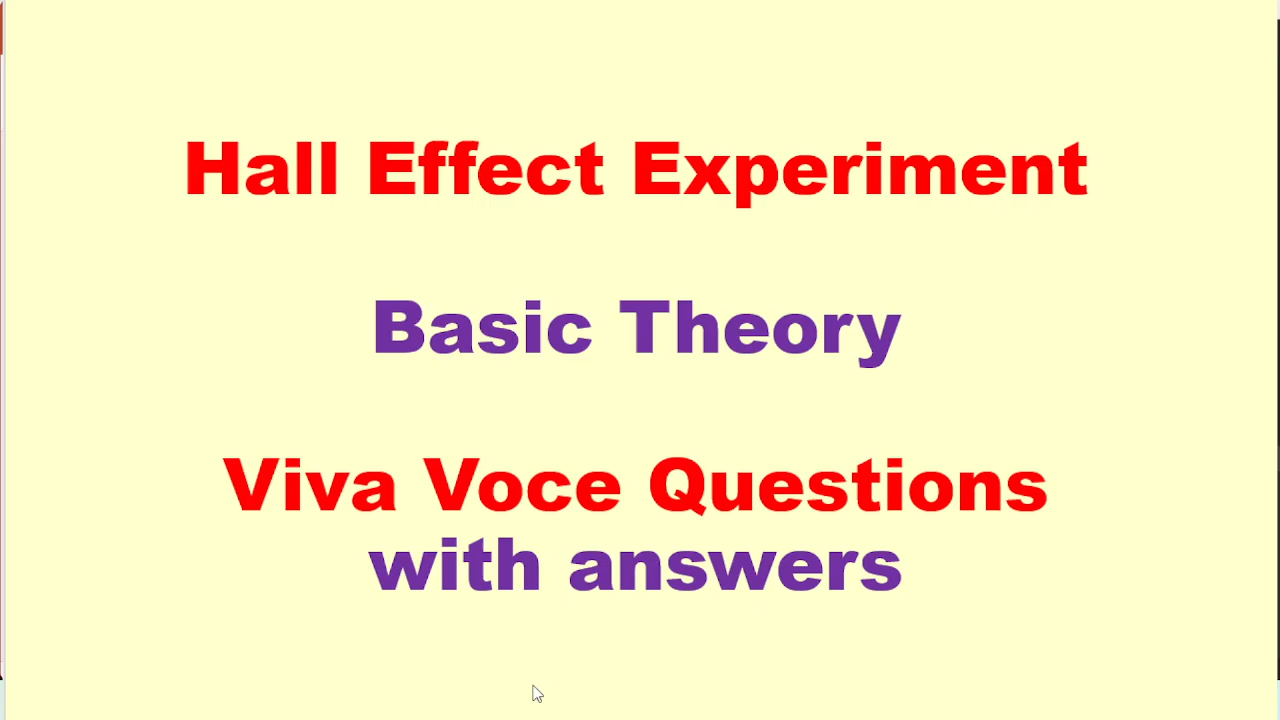 Hall Effect Experiment
Basic Theory
Viva Voce Questions
with answers